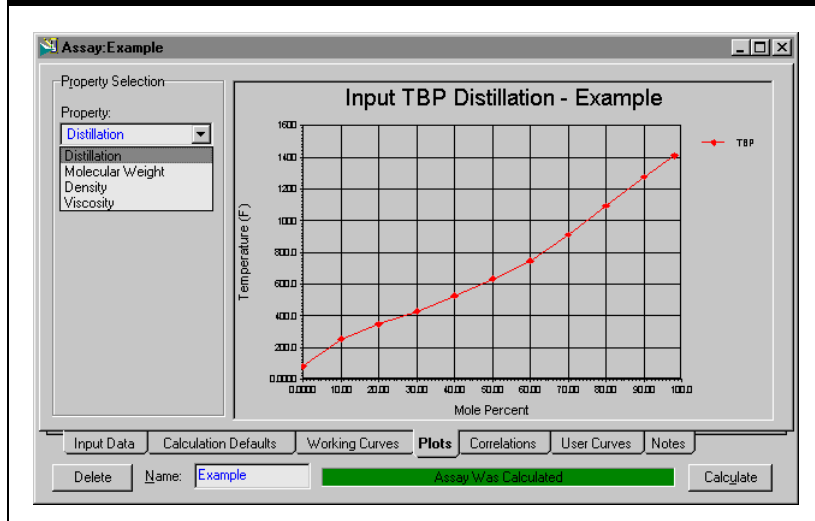 Assay:Example
Property Selection
Property:
Distillation
Distillation
Molecular Weight
Density
Viscosity
Input TBP Distillation - Example
TBP
Temperature (F)
1600
1400
1200
1000
800.0
600.0
400.0
200.0
0.0000
0.0000 10.00 20.00 30.00 40.00 50.00 60.00 70.00 80.00 90.00 100.0
Mole Percent
Input Data Calculation Defaults Working Curves Plots Correlations User Curves Notes
Delete Name: Example Assay Was Calculated Calculate